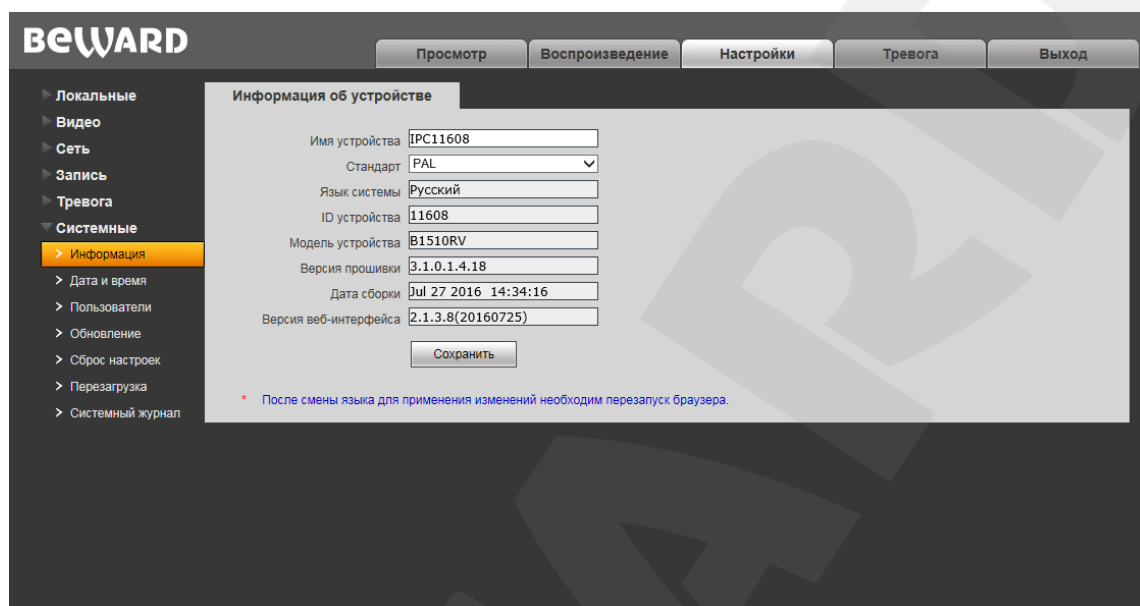 BEWARD
Просмотр Воспроизведение Настройки Тревога Выход
Локальные
Видео
Сеть
Запись
Тревога
Системные
Информация
Дата и время
Пользователи
Обновление
Сброс настроек
Перезагрузка
Системный журнал
Информация об устройстве
Имя устройства IPC11608
Стандарт PAL
Язык системы Русский
ID устройства 11608
Модель устройства B1510RV
Версия прошивки 3.1.0.1.4.18
Дата сборки Jul 27 2016 14:34:16
Версия веб-интерфейса 2.1.3.8(20160725)
Сохранить
* После смены языка для применения изменений необходим перезапуск браузера.